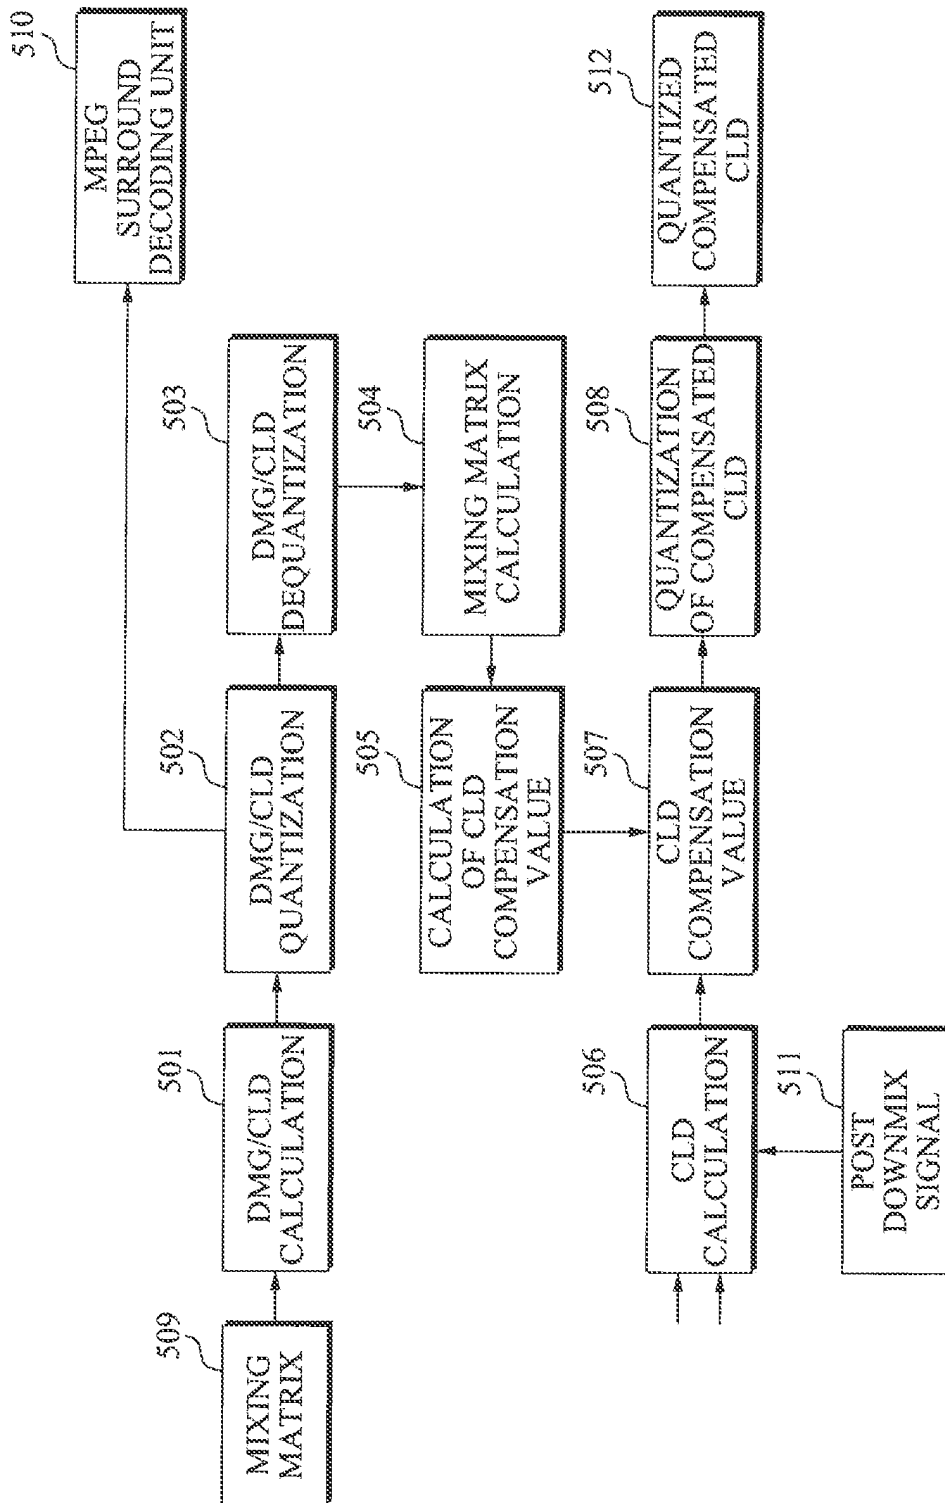 510
MPEG
SURROUND
DECODING UNIT
509
MIXING
MATRIX
501
DMG/CLD
CALCULATION
502
DMG/CLD
QUANTIZATION
503
DMG/CLD
DEQUANTIZATION
504
MIXING MATRIX
CALCULATION
505
CALCULATION
OF CLD
COMPENSATION
VALUE
506
CLD
CALCULATION
507
CLD
COMPENSATION
VALUE
508
QUANTIZATION
OF COMPENSATED
CLD
512
QUANTIZED
COMPENSATED
CLD
511
POST
DOWNMIX
SIGNAL